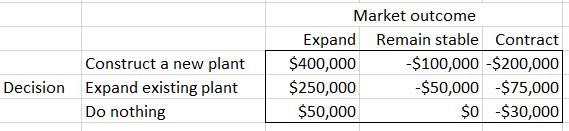 Market outcome
Expand Remain stable Contract
Construct a new plant $400,000 -$100,000 -$200,000
Decision Expand existing plant $250,000 -$50,000 -$75,000
Do nothing $50,000 $0 -$30,000